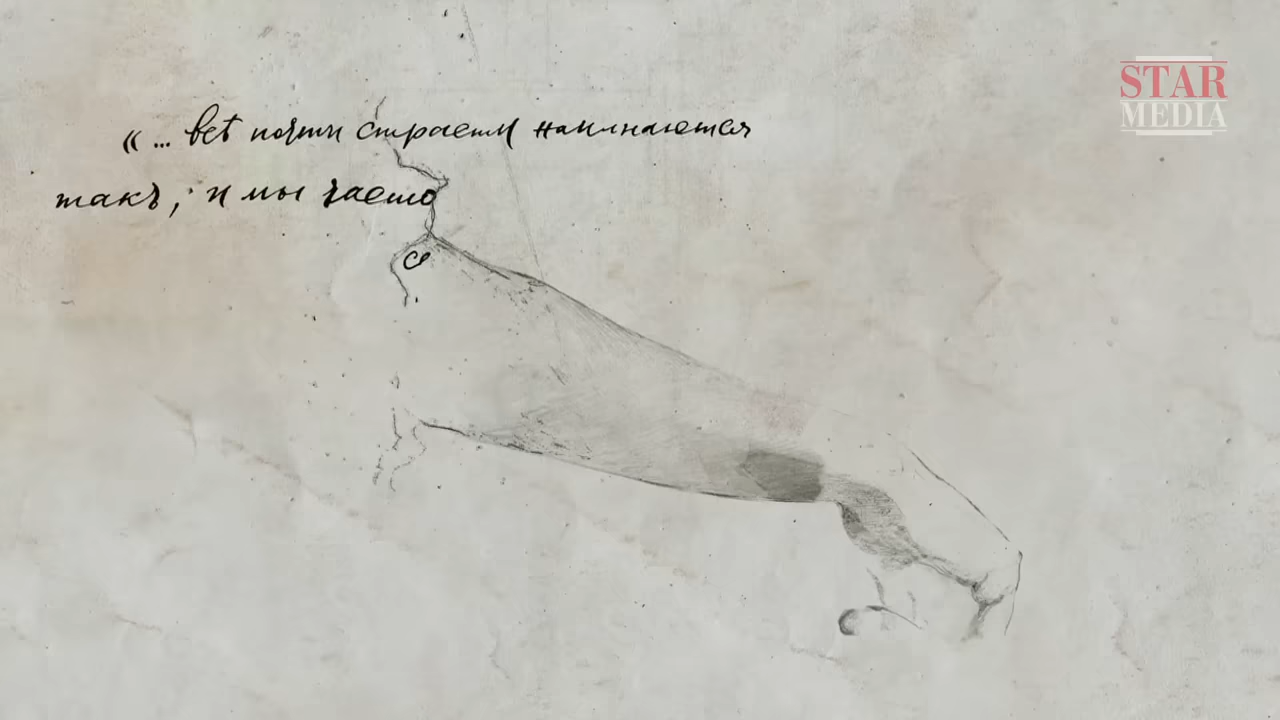 « ... всѣ почти страсти начинаются
такъ, и мы часто
с
STAR
MEDIA